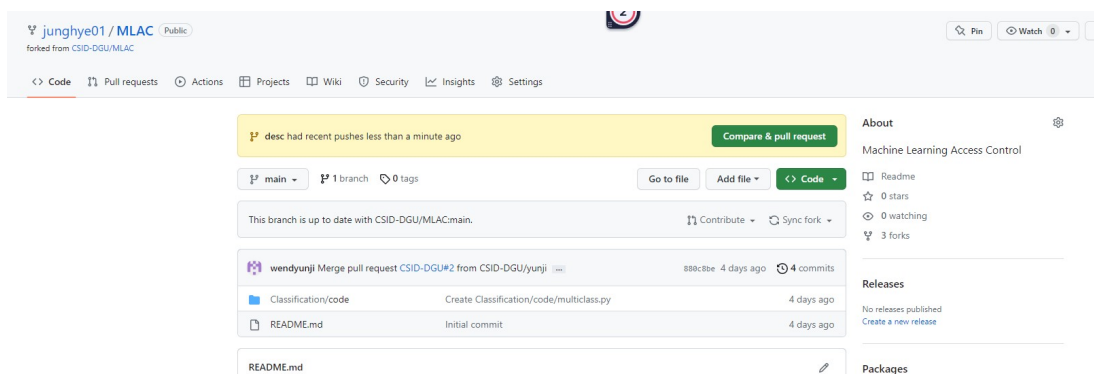 junghye01 / MLAC Public
Pin
Watch 0
forked from CSID-DGU/MLAC
<> Code
Pull requests
Actions
Projects
Wiki
Security
Insights
Settings
2
desc had recent pushes less than a minute ago
Compare & pull request
main
1 branch
0 tags
Go to file
Add file
<> Code
This branch is up to date with CSID-DGU/MLAC:main.
Contribute
Sync fork
wendyunji Merge pull request CSID-DGU#2 from CSID-DGU/yunji ...
880c8be 4 days ago
4 commits
Classification/code
Create Classification/code/multiclass.py
4 days ago
README.md
Initial commit
4 days ago
README.md
About
Machine Learning Access Control
Readme
0 stars
0 watching
3 forks
Releases
No releases published
Create a new release
Packages